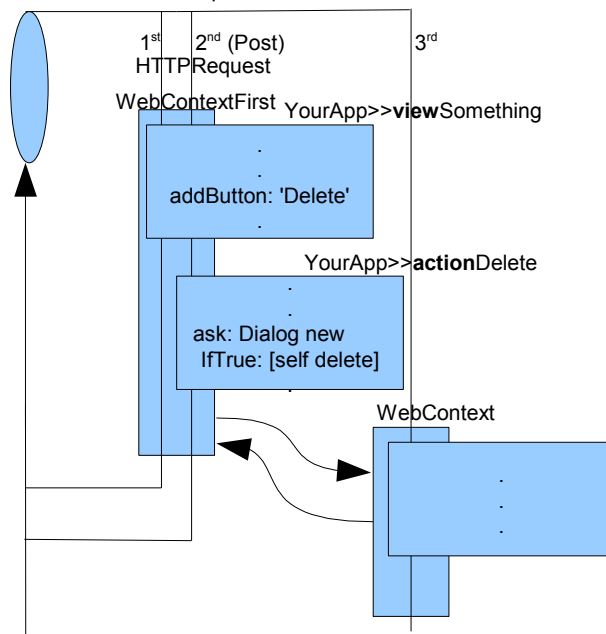 1st 2nd (Post) 3rd
HTTPRequest
WebContextFirst
YourApp>>viewSomething
.
.
addButton: 'Delete'
.
YourApp>>actionDelete
.
.
ask: Dialog new
IfTrue: [self delete]
.
WebContext
.
.
.